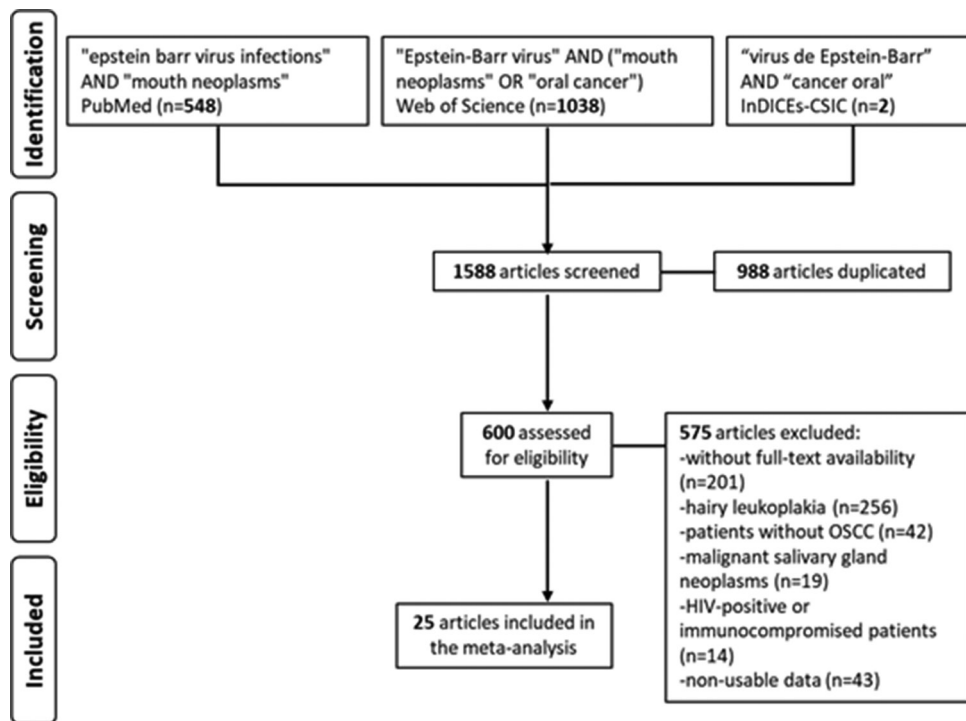 Identification
"epstein barr virus infections"
AND "mouth neoplasms"
PubMed (n=548)
"Epstein-Barr virus" AND ("mouth
neoplasms" OR "oral cancer")
Web of Science (n=1038)
“virus de Epstein-Barr”
AND “cancer oral”
InDICEs-CSIC (n=2)
Screening
1588 articles screened
988 articles duplicated
Eligibility
600 assessed
for eligibility
575 articles excluded:
-without full-text availability
(n=201)
-hairy leukoplakia (n=256)
-patients without OSCC (n=42)
-malignant salivary gland
neoplasms (n=19)
-HIV-positive or
immunocompromised patients
(n=14)
-non-usable data (n=43)
Included
25 articles included in
the meta-analysis